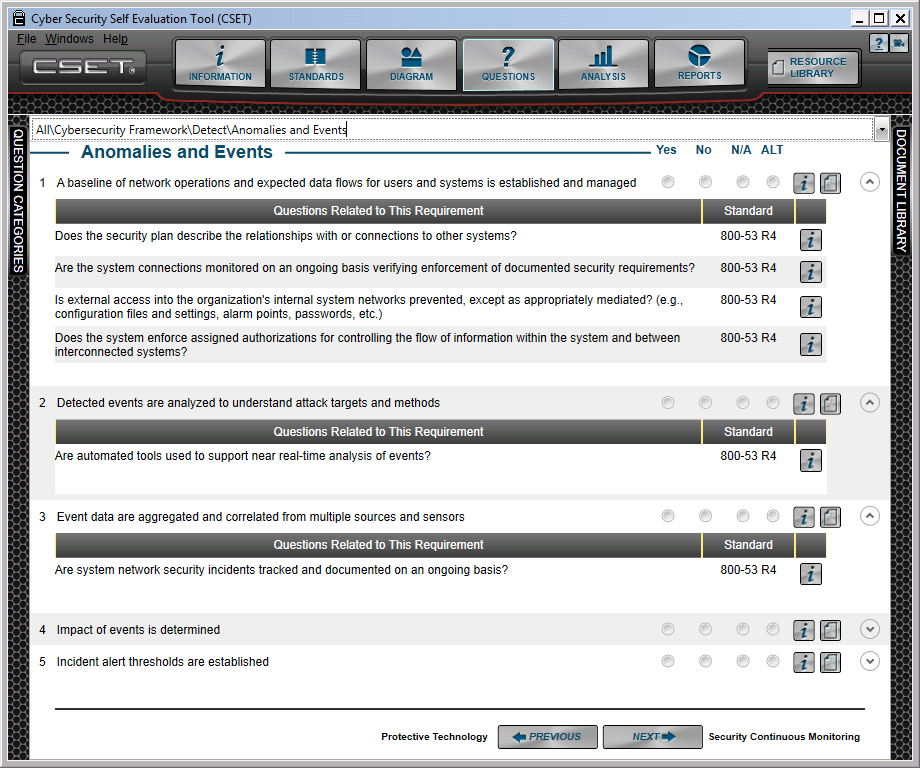 Cyber Security Self Evaluation Tool (CSET)
File Windows Help
CSET
INFORMATION
STANDARDS
DIAGRAM
QUESTIONS
ANALYSIS
REPORTS
RESOURCE
LIBRARY
All\Cybersecurity Framework\Detect\Anomalies and Events
QUESTION CATEGORIES
DOCUMENT LIBRARY
Anomalies and Events Yes No N/A ALT
1 A baseline of network operations and expected data flows for users and systems is established and managed
Questions Related to This Requirement Standard
Does the security plan describe the relationships with or connections to other systems? 800-53 R4
Are the system connections monitored on an ongoing basis verifying enforcement of documented security requirements? 800-53 R4
Is external access into the organization's internal system networks prevented, except as appropriately mediated? (e.g., 800-53 R4
configuration files and settings, alarm points, passwords, etc.)
Does the system enforce assigned authorizations for controlling the flow of information within the system and between 800-53 R4
interconnected systems?
2 Detected events are analyzed to understand attack targets and methods
Questions Related to This Requirement Standard
Are automated tools used to support near real-time analysis of events? 800-53 R4
3 Event data are aggregated and correlated from multiple sources and sensors
Questions Related to This Requirement Standard
Are system network security incidents tracked and documented on an ongoing basis? 800-53 R4
4 Impact of events is determined
5 Incident alert thresholds are established
Protective Technology PREVIOUS NEXT Security Continuous Monitoring